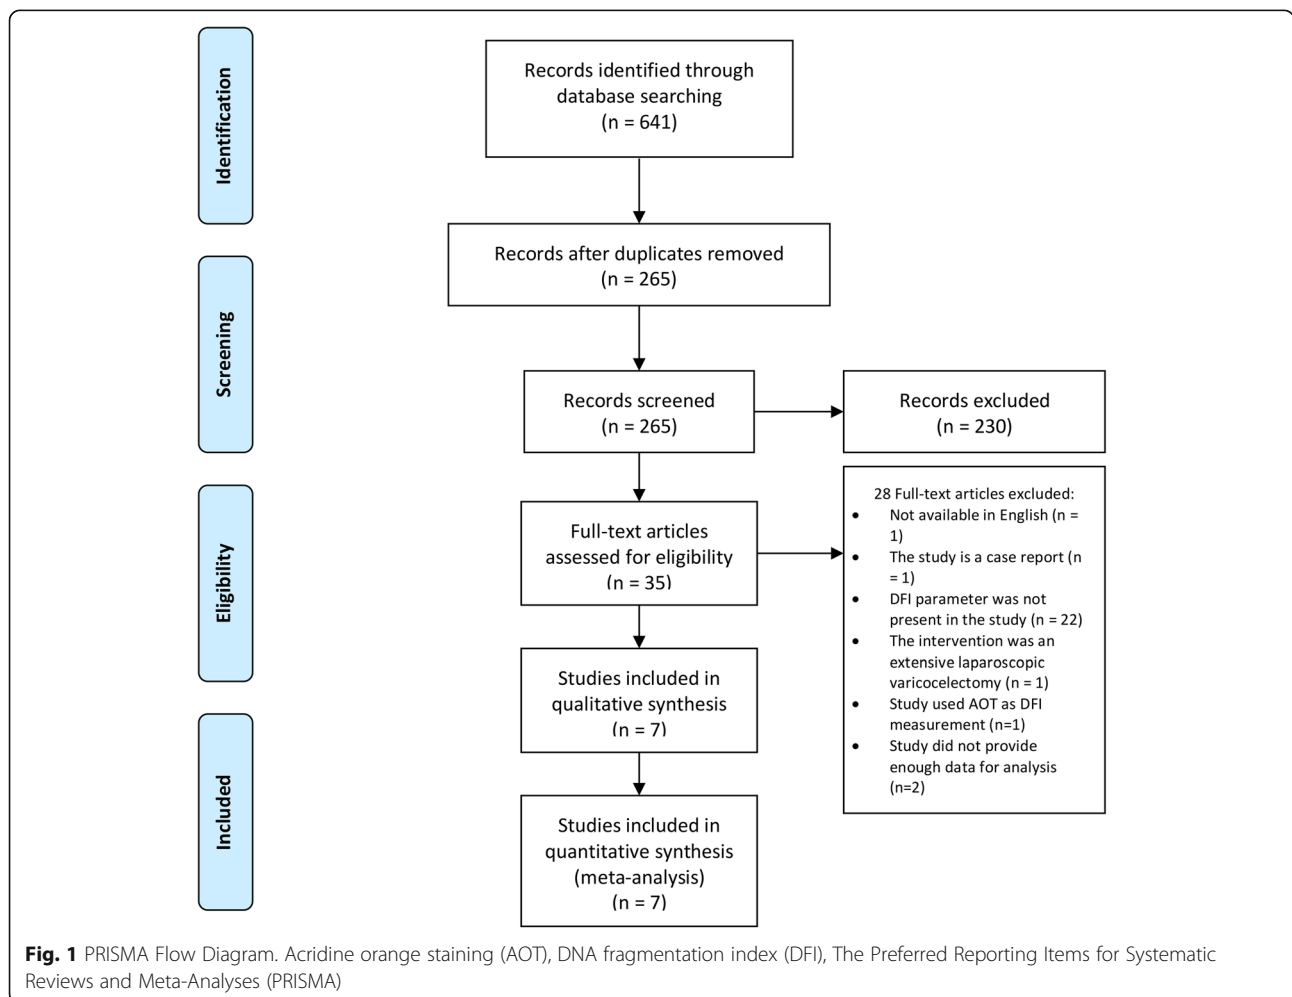 Identification
Records identified through
database searching
(n = 641)
Screening
Records after duplicates removed
(n = 265)
Records screened
(n = 265)
Records excluded
(n = 230)
Eligibility
Full-text articles
assessed for eligibility
(n = 35)
28 Full-text articles excluded:
• Not available in English (n =
1)
• The study is a case report (n
= 1)
• DFI parameter was not
present in the study (n = 22)
• The intervention was an
extensive laparoscopic
varicocelectomy (n = 1)
• Study used AOT as DFI
measurement (n=1)
• Study did not provide
enough data for analysis
(n=2)
Studies included in
qualitative synthesis
(n = 7)
Included
Studies included in
quantitative synthesis
(meta-analysis)
(n = 7)
Fig. 1 PRISMA Flow Diagram. Acridine orange staining (AOT), DNA fragmentation index (DFI), The Preferred Reporting Items for Systematic
Reviews and Meta-Analyses (PRISMA)